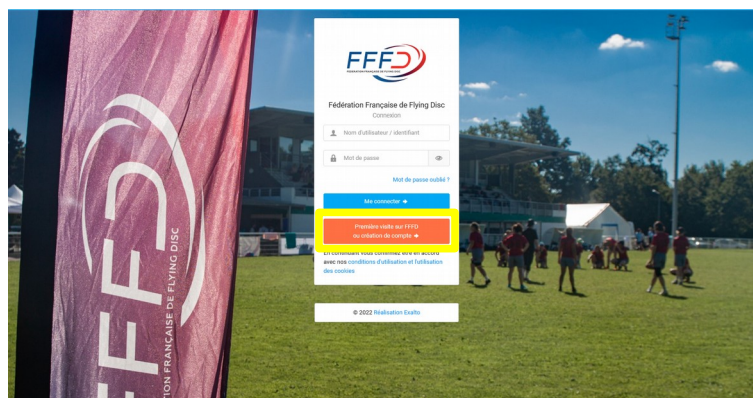 FFFD
FÉDÉRATION FRANÇAISE DE FLYING DISC
Fédération Française de Flying Disc
Connexion
Nom d'utilisateur / identifiant
Mot de passe
Mot de passe oublié ?
Me connecter →
Première visite sur FFFD
ou création de compte →
En continuant vous confirmez être en accord
avec nos conditions d'utilisation et l'utilisation
des cookies
© 2022 Réalisation Exalto
FFFD
TION FRANÇAISE DE FLYING DISC